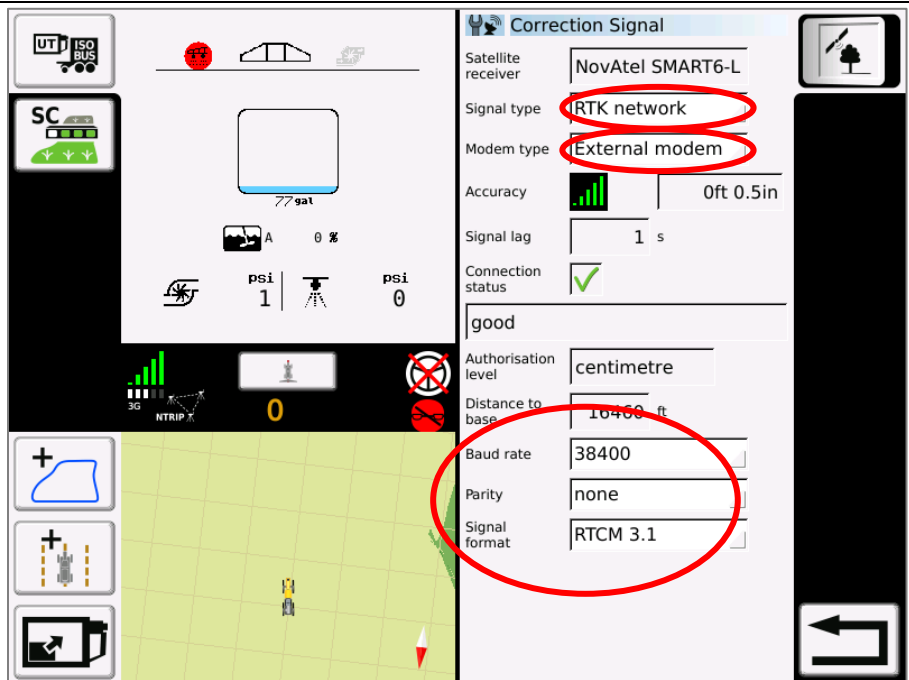 UT
ISO
BUS
SC
77 gal
A 0 %
psi psi
1 0
3G
NTRIP
0
Correction Signal
Satellite
receiver
NovAtel SMART6-L
Signal type
RTK network
Modem type
External modem
Accuracy
0ft 0.5in
Signal lag
1 s
Connection
status
good
Authorisation
level
centimetre
Distance to
base
16460 ft
Baud rate
38400
Parity
none
Signal
format
RTCM 3.1